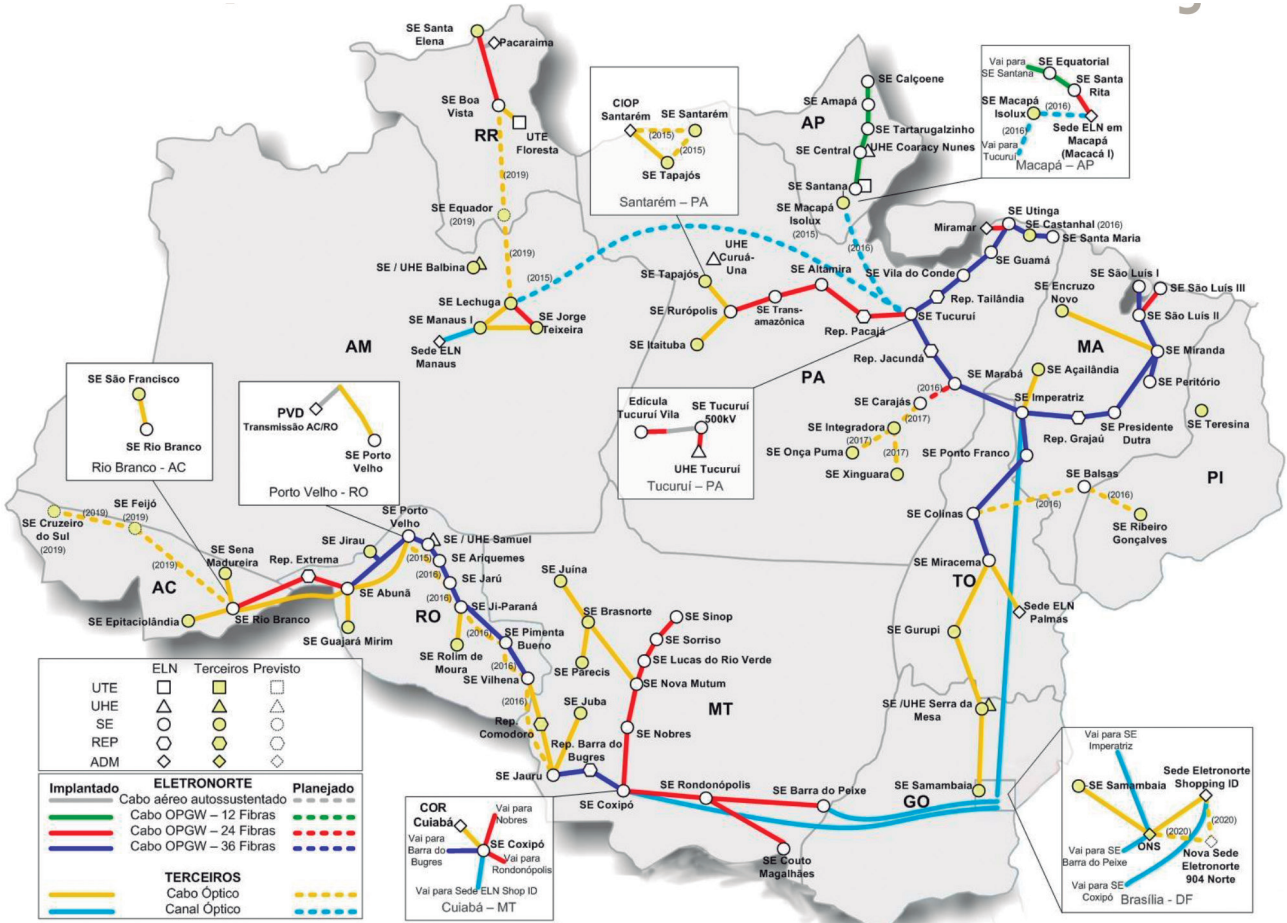 SE Santa
Elena
Pacaraima
SE Boa
Vista
RR
UTE
Floresta
(2019)
SE Equador
(2019)
(2019)
SE / UHE Balbina
(2015)
SE Lechuga
SE Manaus I
SE Jorge
Teixeira
Sede ELN
Manaus
AM
CIOP
Santarém
SE Santarém
(2015)
(2015)
SE Tapajós
Santarém – PA
AP
SE Calçoene
SE Amapá
SE Tartarugalzinho
SE Central
UHE Coaracy Nunes
SE Santana
SE Macapá
Isolux
(2015)
(2016)
Vai para
SE Santana
SE Equatorial
SE Santa
Rita
SE Macapá
Isolux
(2016)
(2016)
Vai para
Tucuruí
Sede ELN em
Macapá
(Macacá I)
Macapá – AP
UHE
Curuá-
Una
SE Tapajós
SE Rurópolis
SE Itaituba
SE Trans-
amazônica
SE Altamira
Rep. Pacajá
SE Vila do Conde
Rep. Tailândia
SE Tucuruí
Miramar
SE Utinga
SE Castanhal (2016)
SE Santa Maria
SE Guamá
Rep. Jacundá
PA
SE Marabá
(2016)
SE Carajás
(2017)
SE Integradora
(2017)
SE Onça Puma
(2017)
SE Xinguara
SE Encruzo
Novo
SE São Luís I
SE São Luís III
SE São Luís II
MA
SE Miranda
SE Açailândia
SE Peritório
SE Imperatriz
Rep. Grajaú
SE Presidente
Dutra
SE Teresina
SE Ponto Franco
PI
SE Balsas
(2016)
(2016)
SE Ribeiro
Gonçalves
SE Colinas
SE Miracema
TO
Sede ELN
Palmas
SE Gurupi
SE /UHE Serra da
Mesa
SE Samambaia
GO
Edícula
Tucuruí Vila
SE Tucuruí
500kV
UHE Tucuruí
Tucuruí – PA
SE São Francisco
SE Rio Branco
Rio Branco - AC
PVD
Transmissão AC/RO
SE Porto
Velho
Porto Velho - RO
SE Cruzeiro
do Sul
(2019)
(2019)
SE Feijó
(2019)
(2019)
SE Sena
Madureira
AC
SE Epitaciolândia
SE Rio Branco
Rep. Extrema
SE Jirau
SE Abunã
SE Guajará Mirim
SE Porto
Velho
SE / UHE Samuel
(2015)
SE Ariquemes
(2016)
SE Jarú
(2016)
RO
SE Ji-Paraná
(2016)
SE Rolim de
Moura
SE Pimenta
Bueno
(2016)
SE Vilhena
(2016)
Rep.
Comodoro
SE Jauru
SE Juína
SE Brasnorte
SE Parecis
SE Juba
Rep. Barra do
Bugres
SE Sinop
SE Sorriso
SE Lucas do Rio Verde
SE Nova Mutum
MT
SE Nobres
SE Coxipó
SE Rondonópolis
SE Barra do Peixe
SE Couto
Magalhães
COR
Cuiabá
Vai para
Nobres
Vai para
Barra do
Bugres
SE Coxipó
Vai para
Rondonópolis
Vai para Sede ELN Shop ID
Cuiabá – MT
Vai para SE
Imperatriz
SE Samambaia
Sede Eletronorte
Shopping ID
(2020)
(2020)
ONS
Vai para SE
Barra do Peixe
Nova Sede
Eletronorte
904 Norte
Vai para SE
Coxipó
Brasília - DF
ELN Terceiros Previsto
UTE
UHE
SE
REP
ADM
Implantado ELETRONORTE Planejado
Cabo aéreo autossustentado
Cabo OPGW – 12 Fibras
Cabo OPGW – 24 Fibras
Cabo OPGW – 36 Fibras
TERCEIROS
Cabo Óptico
Canal Óptico